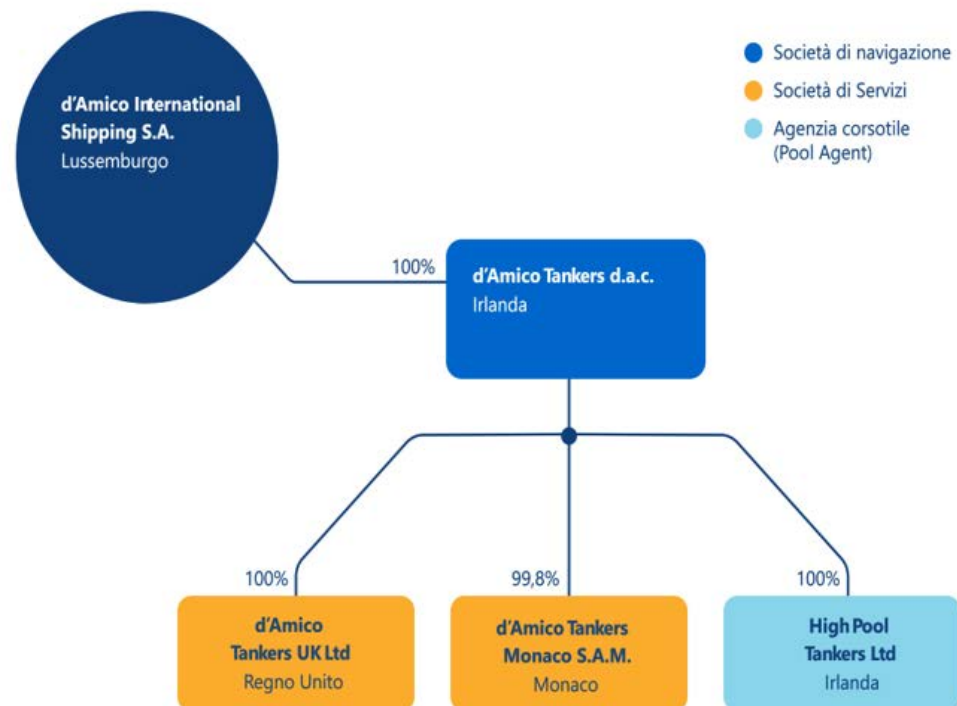 d'Amico International
Shipping S.A.
Lussemburgo
Società di navigazione
Società di Servizi
Agenzia corsotile
(Pool Agent)
100%
d'Amico Tankers d.a.c.
Irlanda
100%
99,8%
100%
d'Amico
Tankers UK Ltd
Regno Unito
d'Amico Tankers
Monaco S.A.M.
Monaco
High Pool
Tankers Ltd
Irlanda